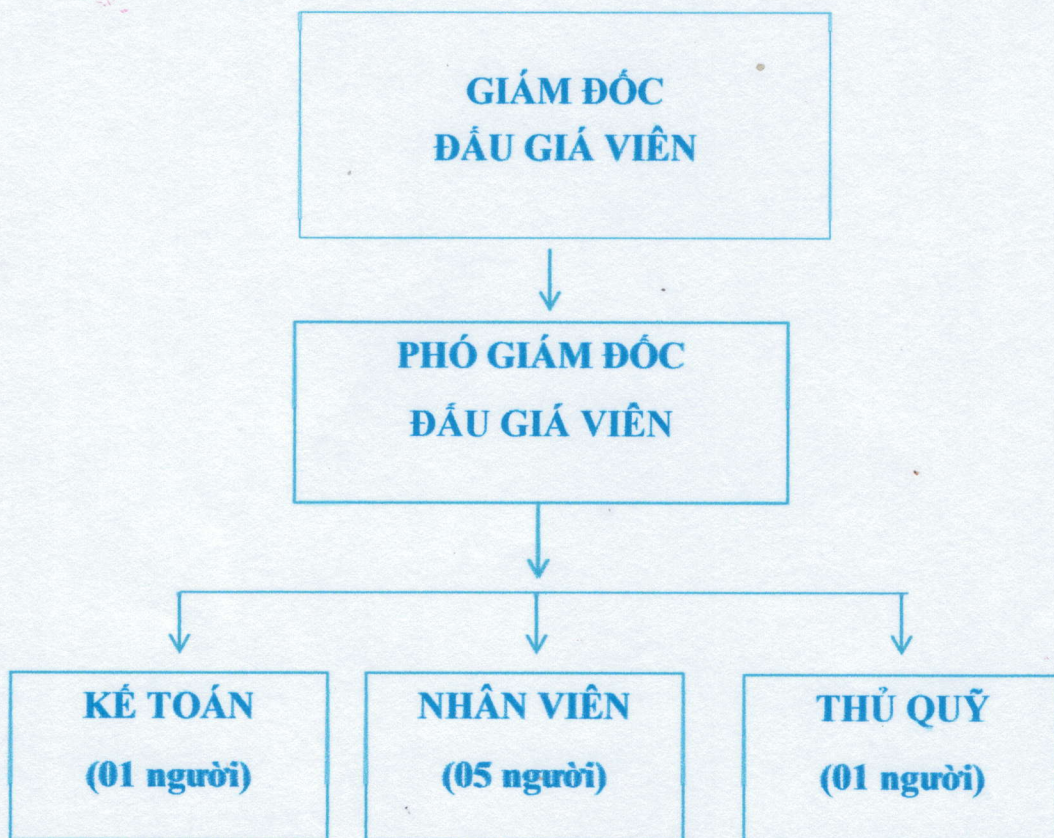 GIÁM ĐỐC
ĐẤU GIÁ VIÊN
PHÓ GIÁM ĐỐC
ĐẤU GIÁ VIÊN
KẾ TOÁN
(01 người)
NHÂN VIÊN
(05 người)
THỦ QUỸ
(01 người)